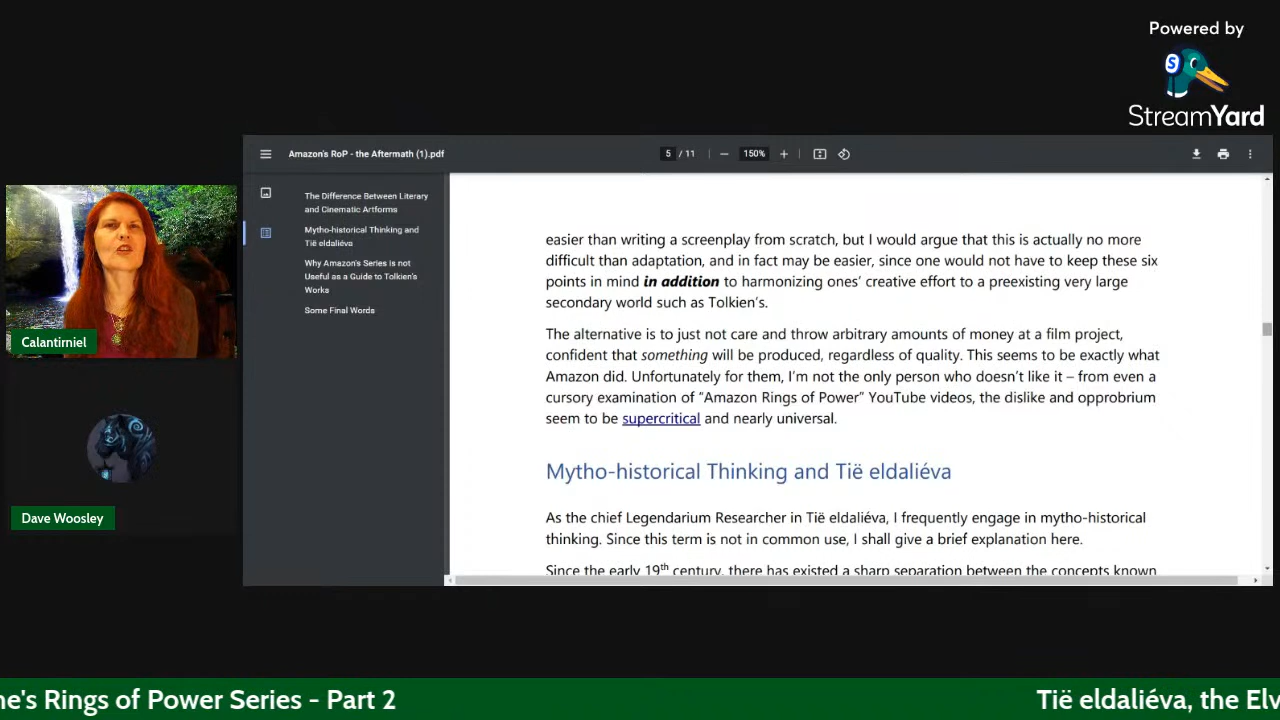 Powered by
S
StreamYard
Amazon's RoP - the Aftermath (1).pdf
5 / 11
150%
The Difference Between Literary
and Cinematic Artforms
Mytho-historical Thinking and
Tië eldaliéva
Why Amazon's Series is not
Useful as a Guide to Tolkien's
Works
Some Final Words
easier than writing a screenplay from scratch, but I would argue that this is actually no more
difficult than adaptation, and in fact may be easier, since one would not have to keep these six
points in mind in addition to harmonizing ones' creative effort to a preexisting very large
secondary world such as Tolkien's.
The alternative is to just not care and throw arbitrary amounts of money at a film project,
confident that something will be produced, regardless of quality. This seems to be exactly what
Amazon did. Unfortunately for them, I'm not the only person who doesn't like it – from even a
cursory examination of "Amazon Rings of Power" YouTube videos, the dislike and opprobrium
seem to be supercritical and nearly universal.
Mytho-historical Thinking and Tië eldaliéva
As the chief Legendarium Researcher in Tië eldaliéva, I frequently engage in mytho-historical
thinking. Since this term is not in common use, I shall give a brief explanation here.
Since the early 19th century, there has existed a sharp separation between the concepts known
Calantirniel
Dave Woosley
ne's Rings of Power Series - Part 2
Tië eldaliéva, the Elv